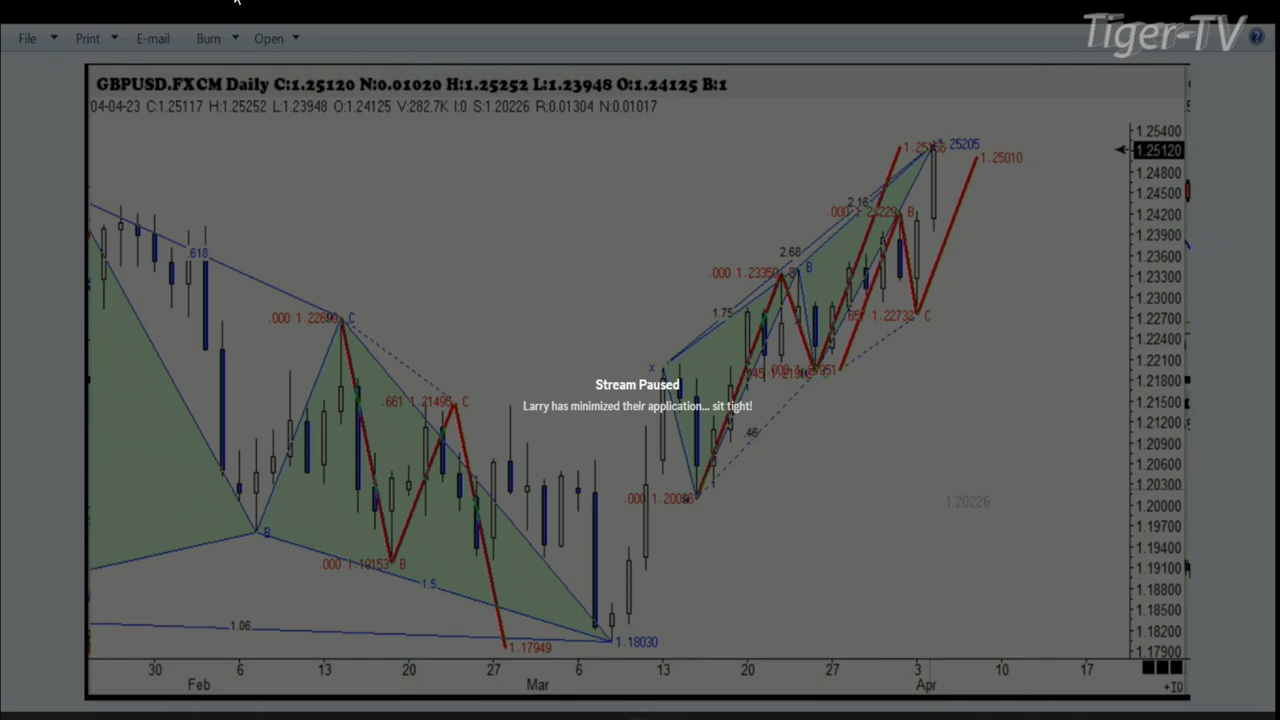 Tiger-TV
File Print E-mail Burn Open
GBPUSD.FXCM Daily C:1.25120 N:0.01020 H:1.25252 L:1.23948 O:1.24125 B:1
04-04-23 C:1.25117 H:1.25252 L:1.23948 O:1.24125 V:282.7K I:0 S:1.20226 R:0.01304 N:0.01017
1.25400
1.25205
1.25120
1.25010
1.24800
1.24500
2.16
1.24200
.000 B
1.23900
.618
2.68
1.23600
.000 1.23350 B
1.23300
1.23000
1.75
.000 C
1.22732 C
1.22700
1.22400
1.22100
X
1.21800
Stream Paused
.661 1.21495 C
1.21500
Larry has minimized their application... sit tight!
1.21200
.46
1.20900
1.20600
1.20300
.000
1.20226
1.20000
1.19700
B
1.19400
.000 1.19153 B
1.19100
1.5
1.18800
1.18500
1.06
1.18200
1.18030
1.17949
1.17900
30 6 13 20 27 6 13 20 27 3 10 17
Feb Mar Apr